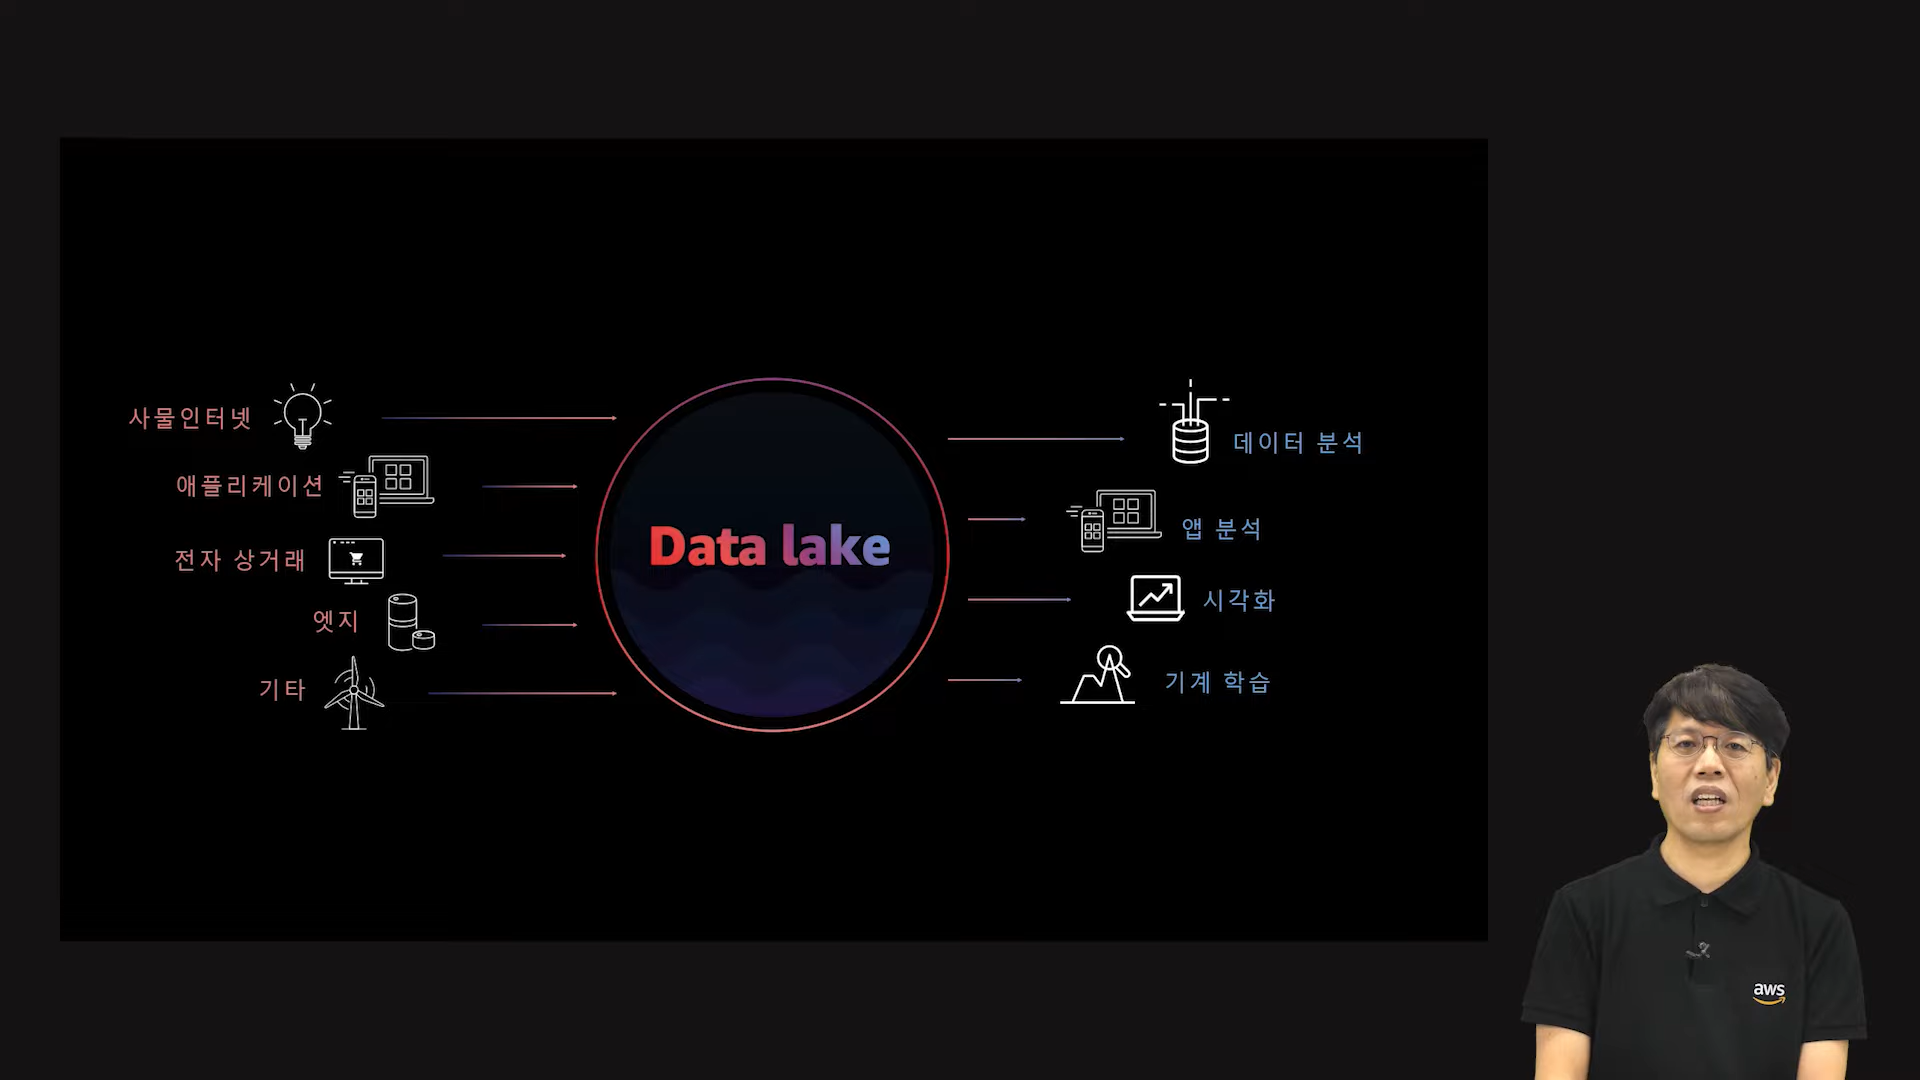 사물인터넷
애플리케이션
전자 상거래
엣지
기타
Data lake
데이터 분석
앱 분석
시각화
기계 학습
aws